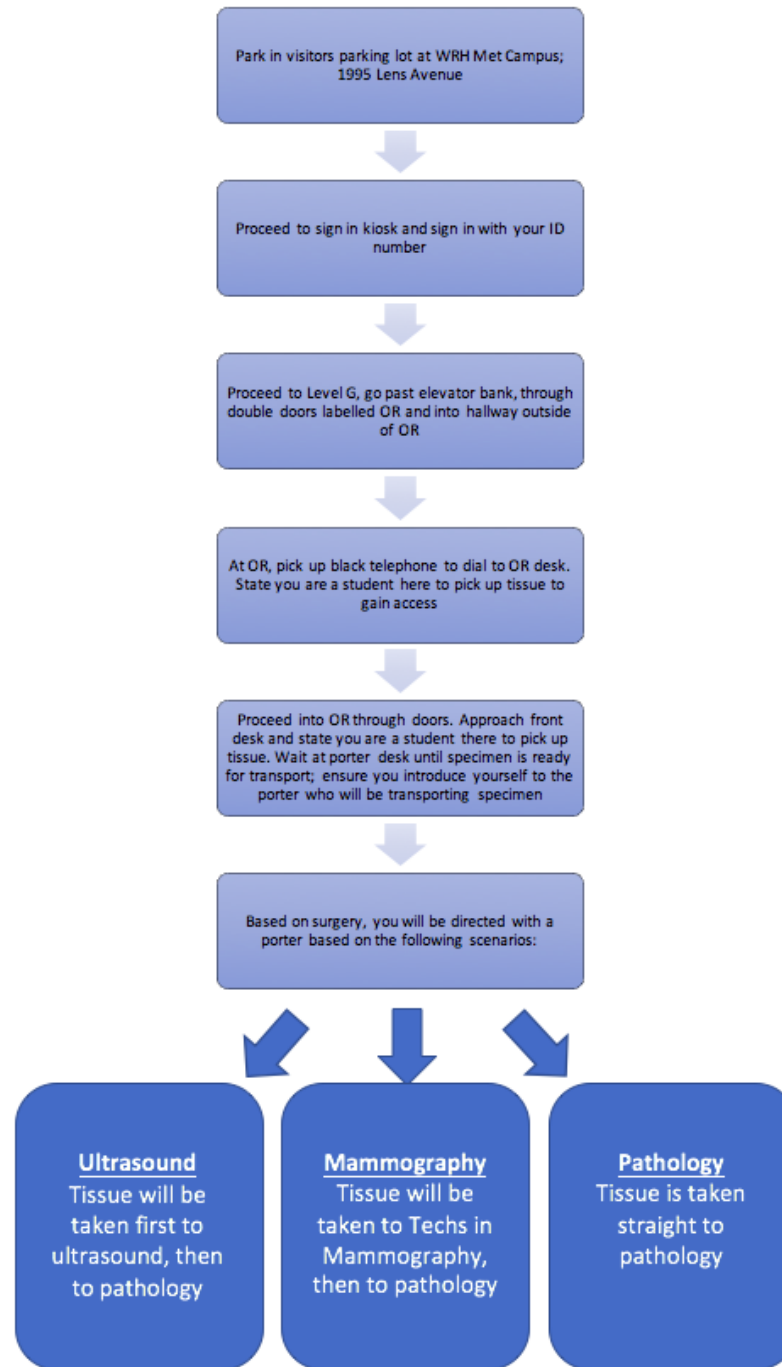 Park in visitors parking lot at WRH Met Campus;
1995 Lens Avenue
Proceed to sign in kiosk and sign in with your ID
number
Proceed to Level G, go past elevator bank, through
double doors labelled OR and into hallway outside
of OR
At OR, pick up black telephone to dial to OR desk.
State you are a student here to pick up tissue to
gain access
Proceed into OR through doors. Approach front
desk and state you are a student there to pick up
tissue. Wait at porter desk until specimen is ready
for transport; ensure you introduce yourself to the
porter who will be transporting specimen
Based on surgery, you will be directed with a
porter based on the following scenarios:
Ultrasound
Tissue will be
taken first to
ultrasound, then
to pathology
Mammography
Tissue will be
taken to Techs in
Mammography,
then to pathology
Pathology
Tissue is taken
straight to
pathology